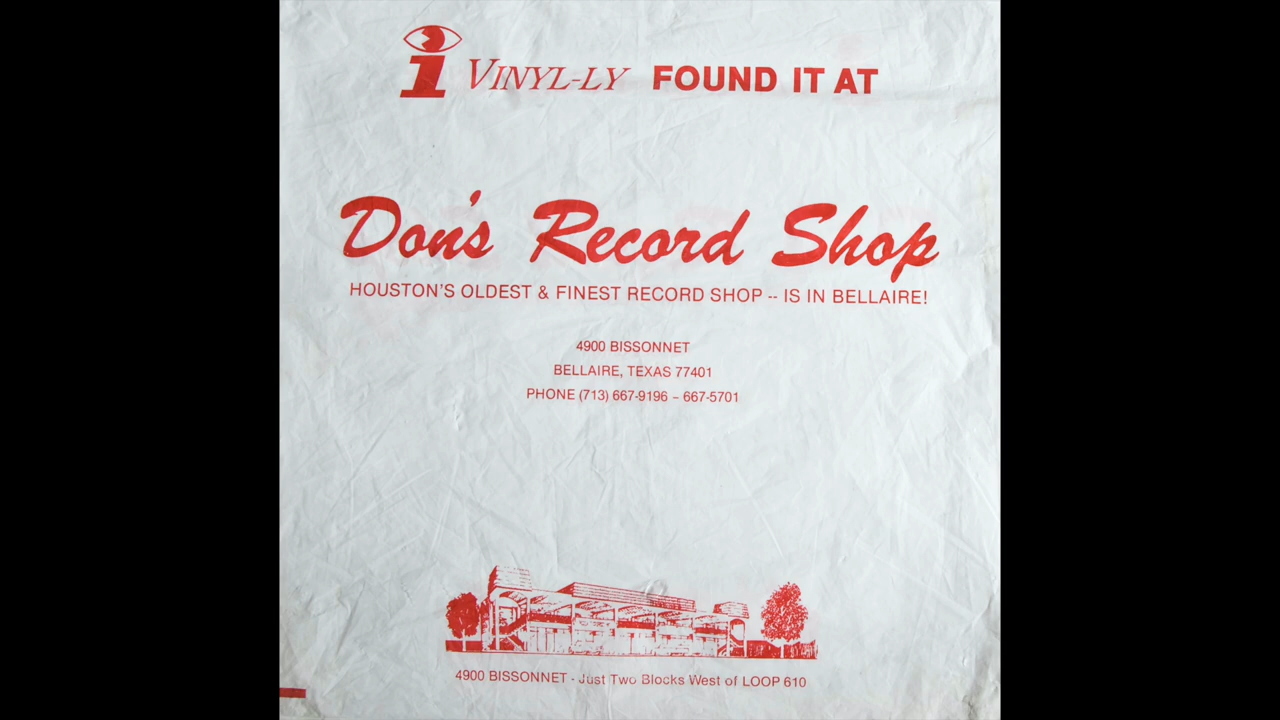 i VINYL-LY FOUND IT AT
Don's Record Shop
HOUSTON'S OLDEST & FINEST RECORD SHOP -- IS IN BELLAIRE!
4900 BISSONNET
BELLAIRE, TEXAS 77401
PHONE (713) 667-9196 – 667-5701
4900 BISSONNET - Just Two Blocks West of LOOP 610